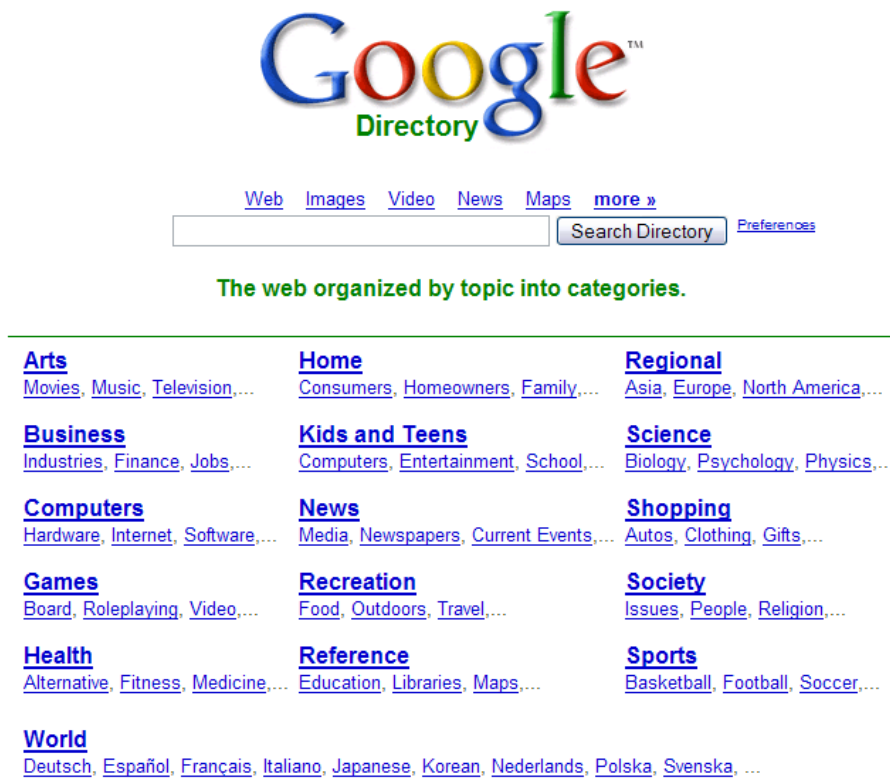 Google™
Directory
Web Images Video News Maps more »
Search Directory Preferences
The web organized by topic into categories.
Arts
Movies, Music, Television,...
Home
Consumers, Homeowners, Family,...
Regional
Asia, Europe, North America,...
Business
Industries, Finance, Jobs,...
Kids and Teens
Computers, Entertainment, School,...
Science
Biology, Psychology, Physics,...
Computers
Hardware, Internet, Software,...
News
Media, Newspapers, Current Events,...
Shopping
Autos, Clothing, Gifts,...
Games
Board, Roleplaying, Video,...
Recreation
Food, Outdoors, Travel,...
Society
Issues, People, Religion,...
Health
Alternative, Fitness, Medicine,...
Reference
Education, Libraries, Maps,...
Sports
Basketball, Football, Soccer,...
World
Deutsch, Español, Français, Italiano, Japanese, Korean, Nederlands, Polska, Svenska, ...